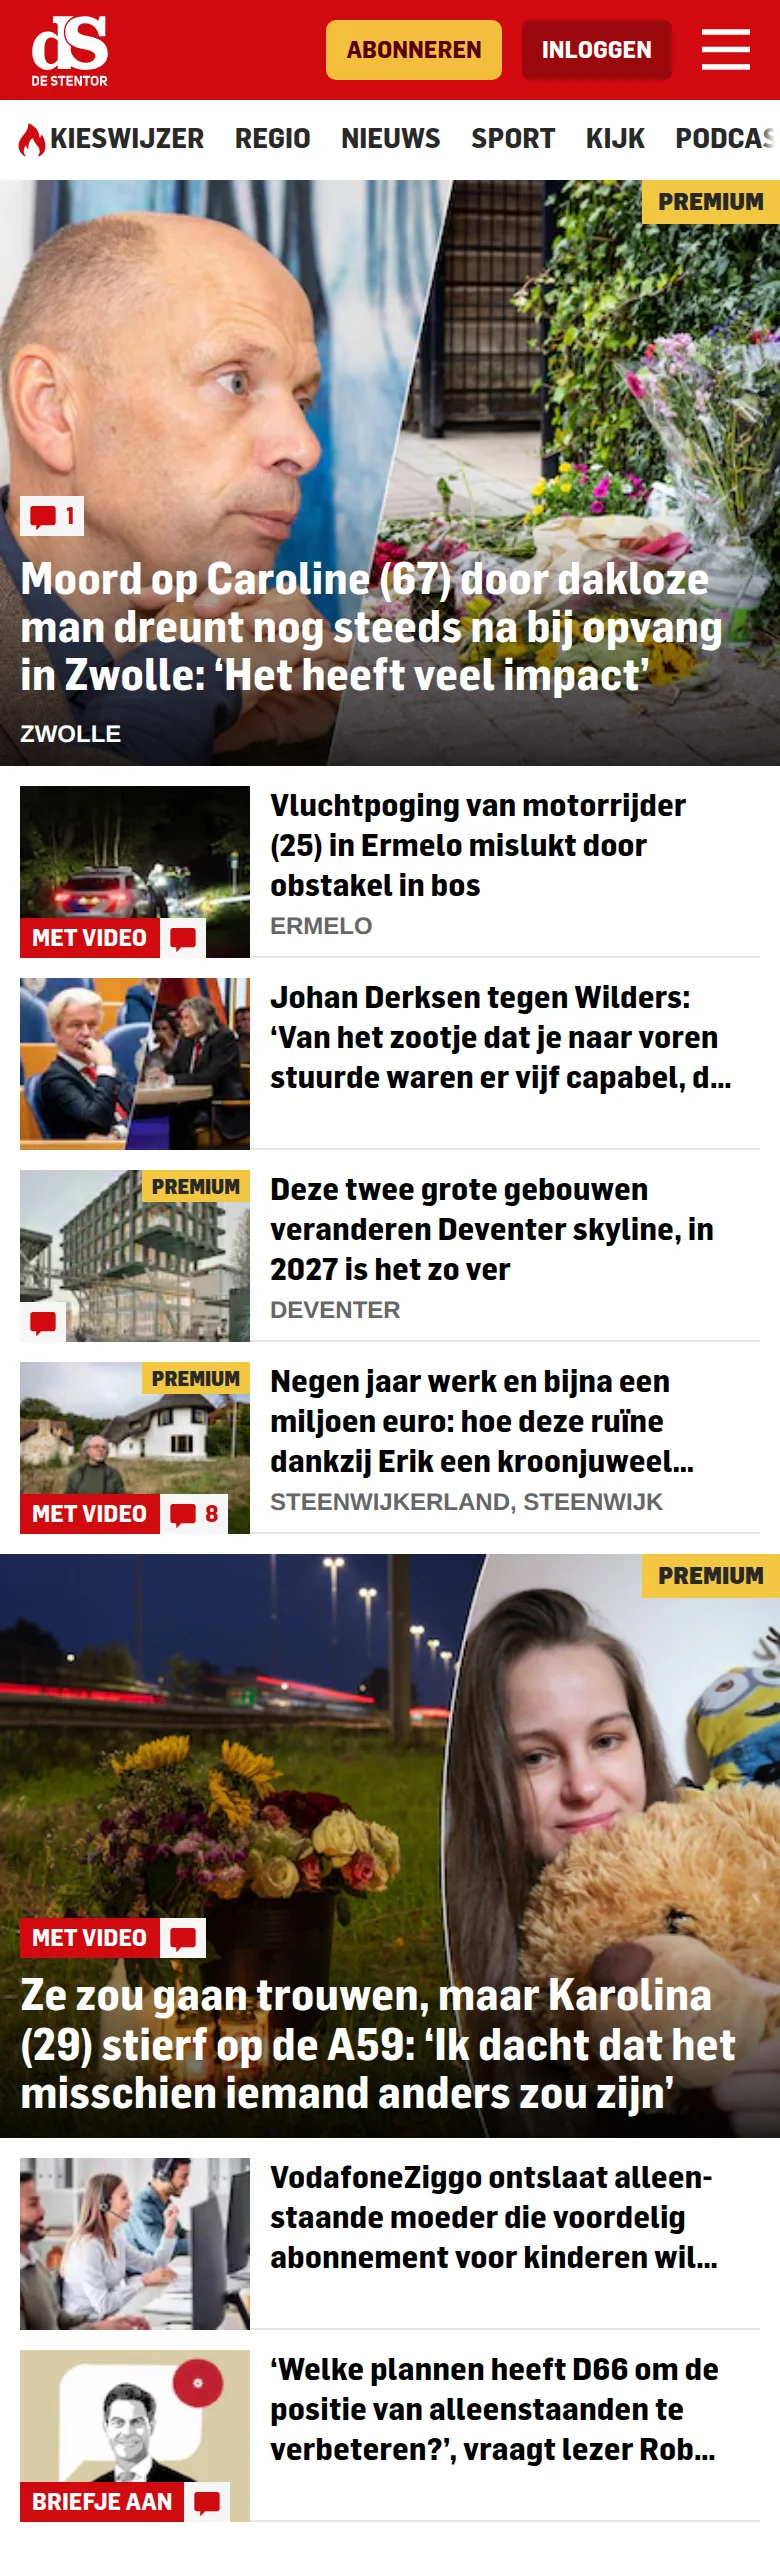 dS
DE STENTOR
ABONNEREN
INLOGGEN
KIESWIJZER REGIO NIEUWS SPORT KIJK PODCAS
PREMIUM
1
Moord op Caroline (67) door dakloze
man dreunt nog steeds na bij opvang
in Zwolle: ‘Het heeft veel impact’
ZWOLLE
MET VIDEO
Vluchtpoging van motorrijder
(25) in Ermelo mislukt door
obstakel in bos
ERMELO
Johan Derksen tegen Wilders:
‘Van het zootje dat je naar voren
stuurde waren er vijf capabel, d...
PREMIUM
Deze twee grote gebouwen
veranderen Deventer skyline, in
2027 is het zo ver
DEVENTER
PREMIUM
MET VIDEO
8
Negen jaar werk en bijna een
miljoen euro: hoe deze ruïne
dankzij Erik een kroonjuweel...
STEENWIJKERLAND, STEENWIJK
PREMIUM
MET VIDEO
Ze zou gaan trouwen, maar Karolina
(29) stierf op de A59: ‘Ik dacht dat het
misschien iemand anders zou zijn’
VodafoneZiggo ontslaat alleen-
staande moeder die voordelig
abonnement voor kinderen wil...
BRIEFJE AAN
‘Welke plannen heeft D66 om de
positie van alleenstaanden te
verbeteren?’, vraagt lezer Rob...